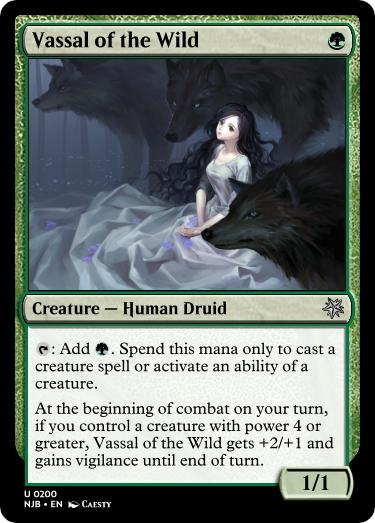 Vassal of the Wild
Creature — Human Druid
: Add . Spend this mana only to cast a
creature spell or activate an ability of a
creature.
At the beginning of combat on your turn,
if you control a creature with power 4 or
greater, Vassal of the Wild gets +2/+1 and
gains vigilance until end of turn.
1/1
U 0200
NJB • EN Caesty